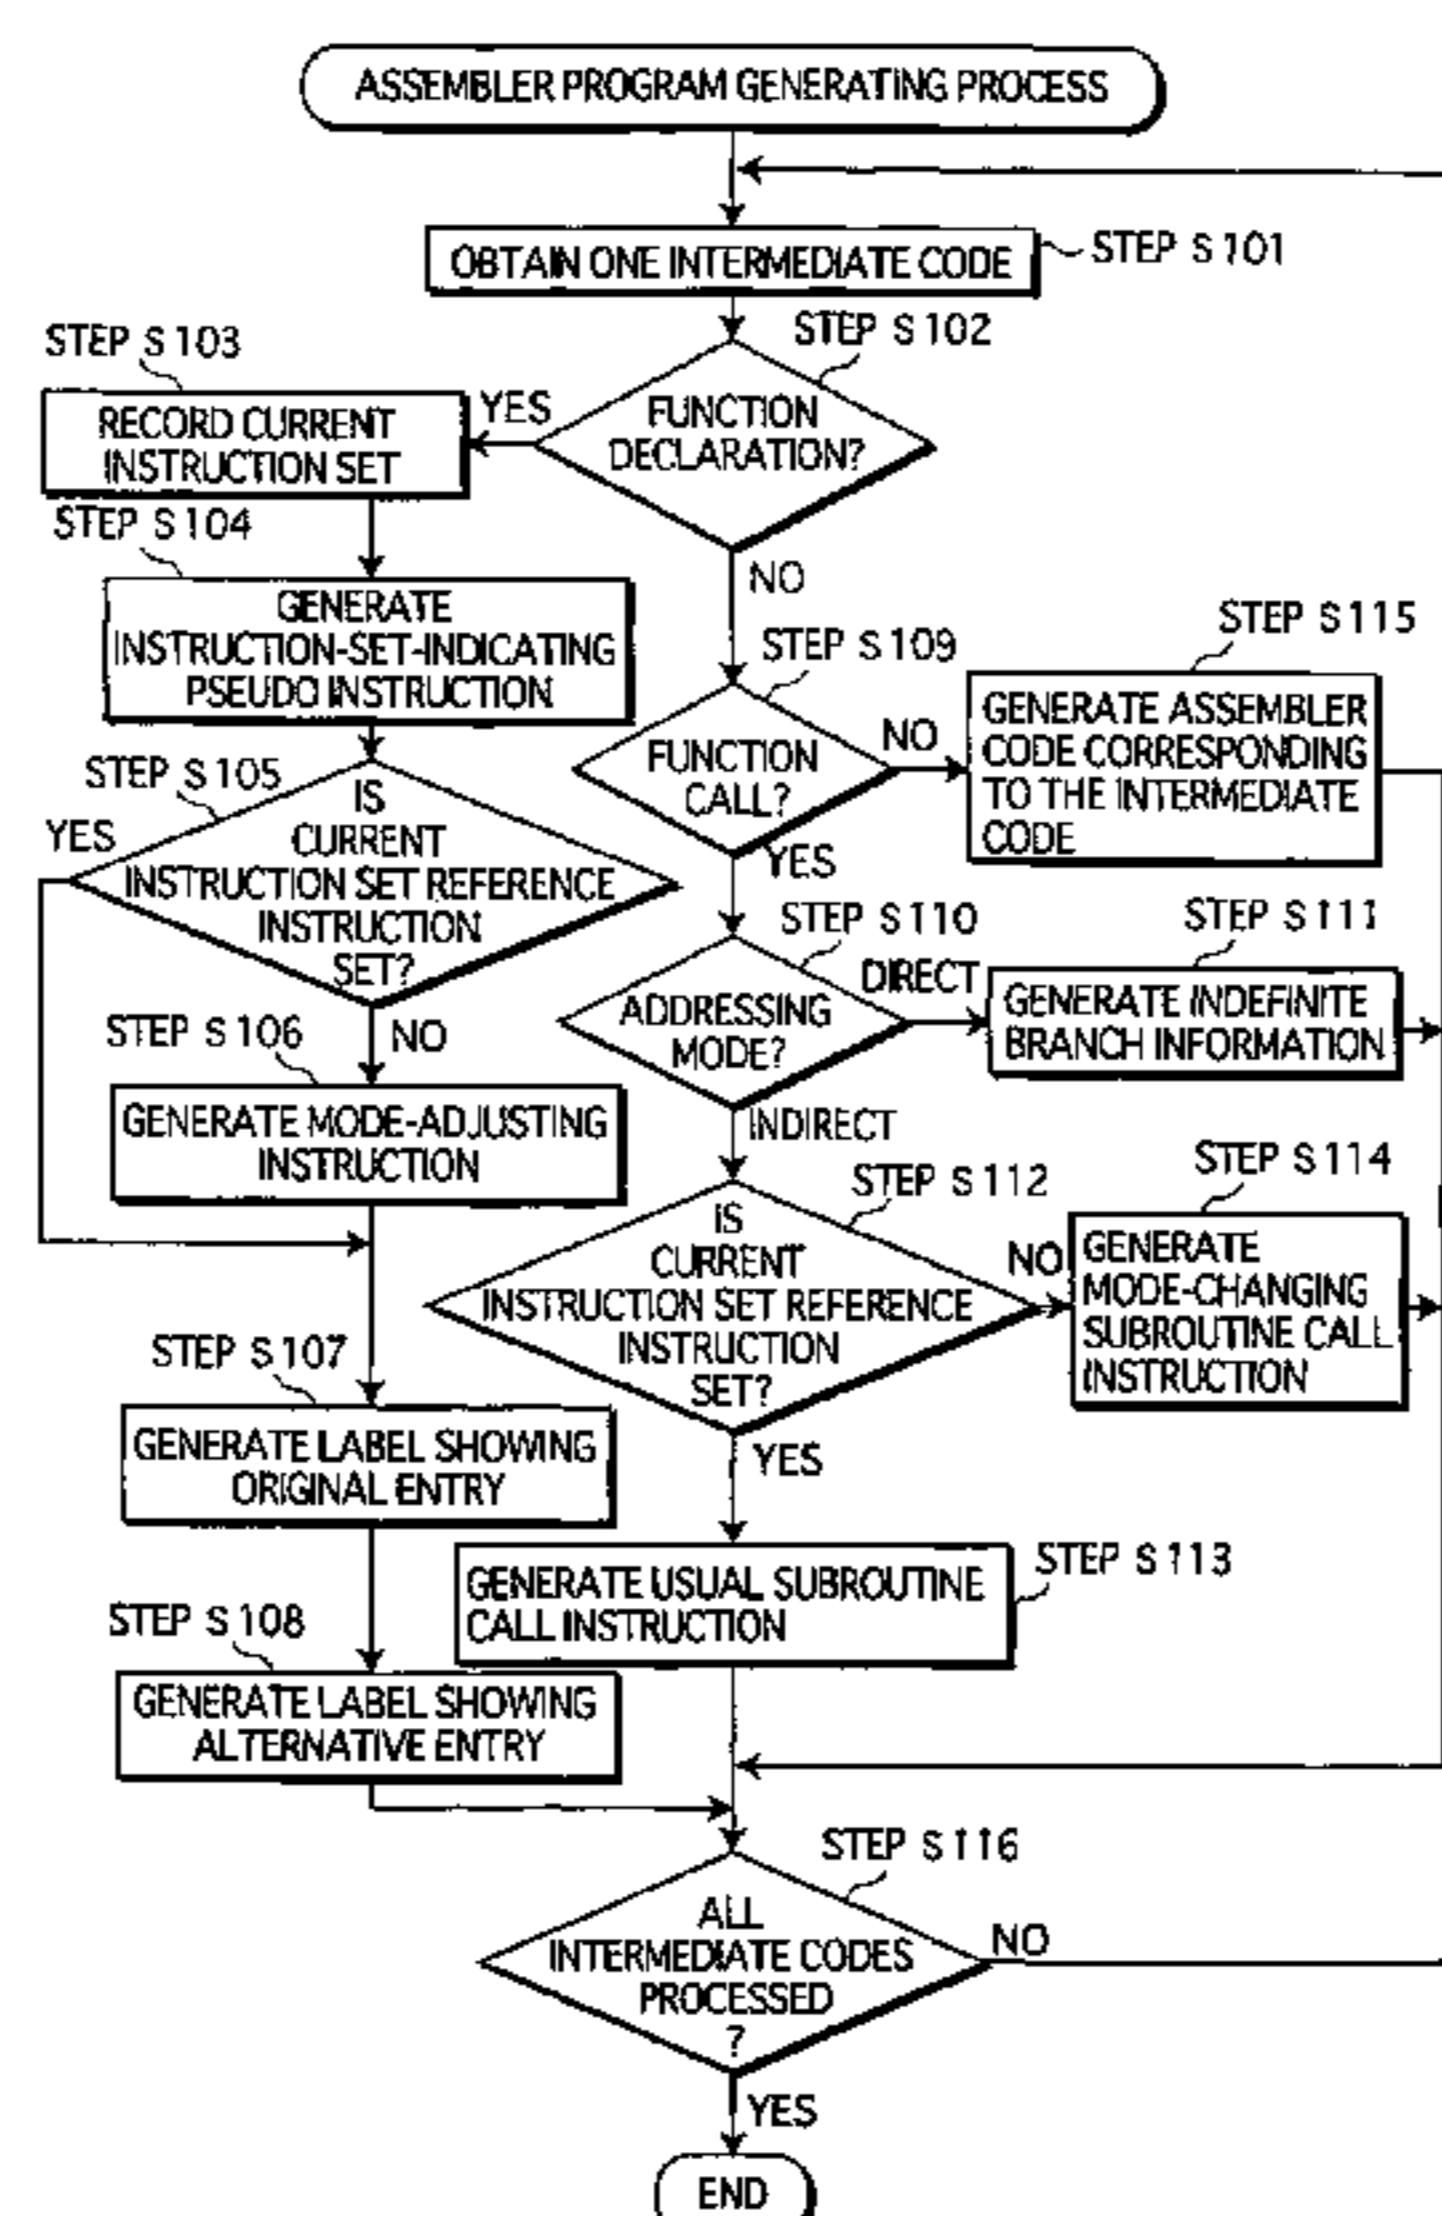 ASSEMBLER PROGRAM GENERATING PROCESS
OBTAIN ONE INTERMEDIATE CODE
STEP S101
STEP S102
FUNCTION
DECLARATION?
YES
NO
STEP S103
RECORD CURRENT
INSTRUCTION SET
STEP S104
GENERATE
INSTRUCTION-SET-INDICATING
PSEUDO INSTRUCTION
STEP S105
IS
CURRENT
INSTRUCTION SET REFERENCE
INSTRUCTION
SET?
YES
NO
STEP S106
GENERATE MODE-ADJUSTING
INSTRUCTION
STEP S107
GENERATE LABEL SHOWING
ORIGINAL ENTRY
STEP S108
GENERATE LABEL SHOWING
ALTERNATIVE ENTRY
STEP S109
FUNCTION
CALL?
NO
YES
STEP S115
GENERATE ASSEMBLER
CODE CORRESPONDING
TO THE INTERMEDIATE
CODE
STEP S110
ADDRESSING
MODE?
DIRECT
INDIRECT
STEP S111
GENERATE INDEFINITE
BRANCH INFORMATION
STEP S112
IS
CURRENT
INSTRUCTION SET REFERENCE
INSTRUCTION
SET?
NO
YES
STEP S114
GENERATE
MODE-CHANGING
SUBROUTINE CALL
INSTRUCTION
STEP S113
GENERATE USUAL SUBROUTINE
CALL INSTRUCTION
STEP S116
ALL
INTERMEDIATE CODES
PROCESSED
?
NO
YES
END